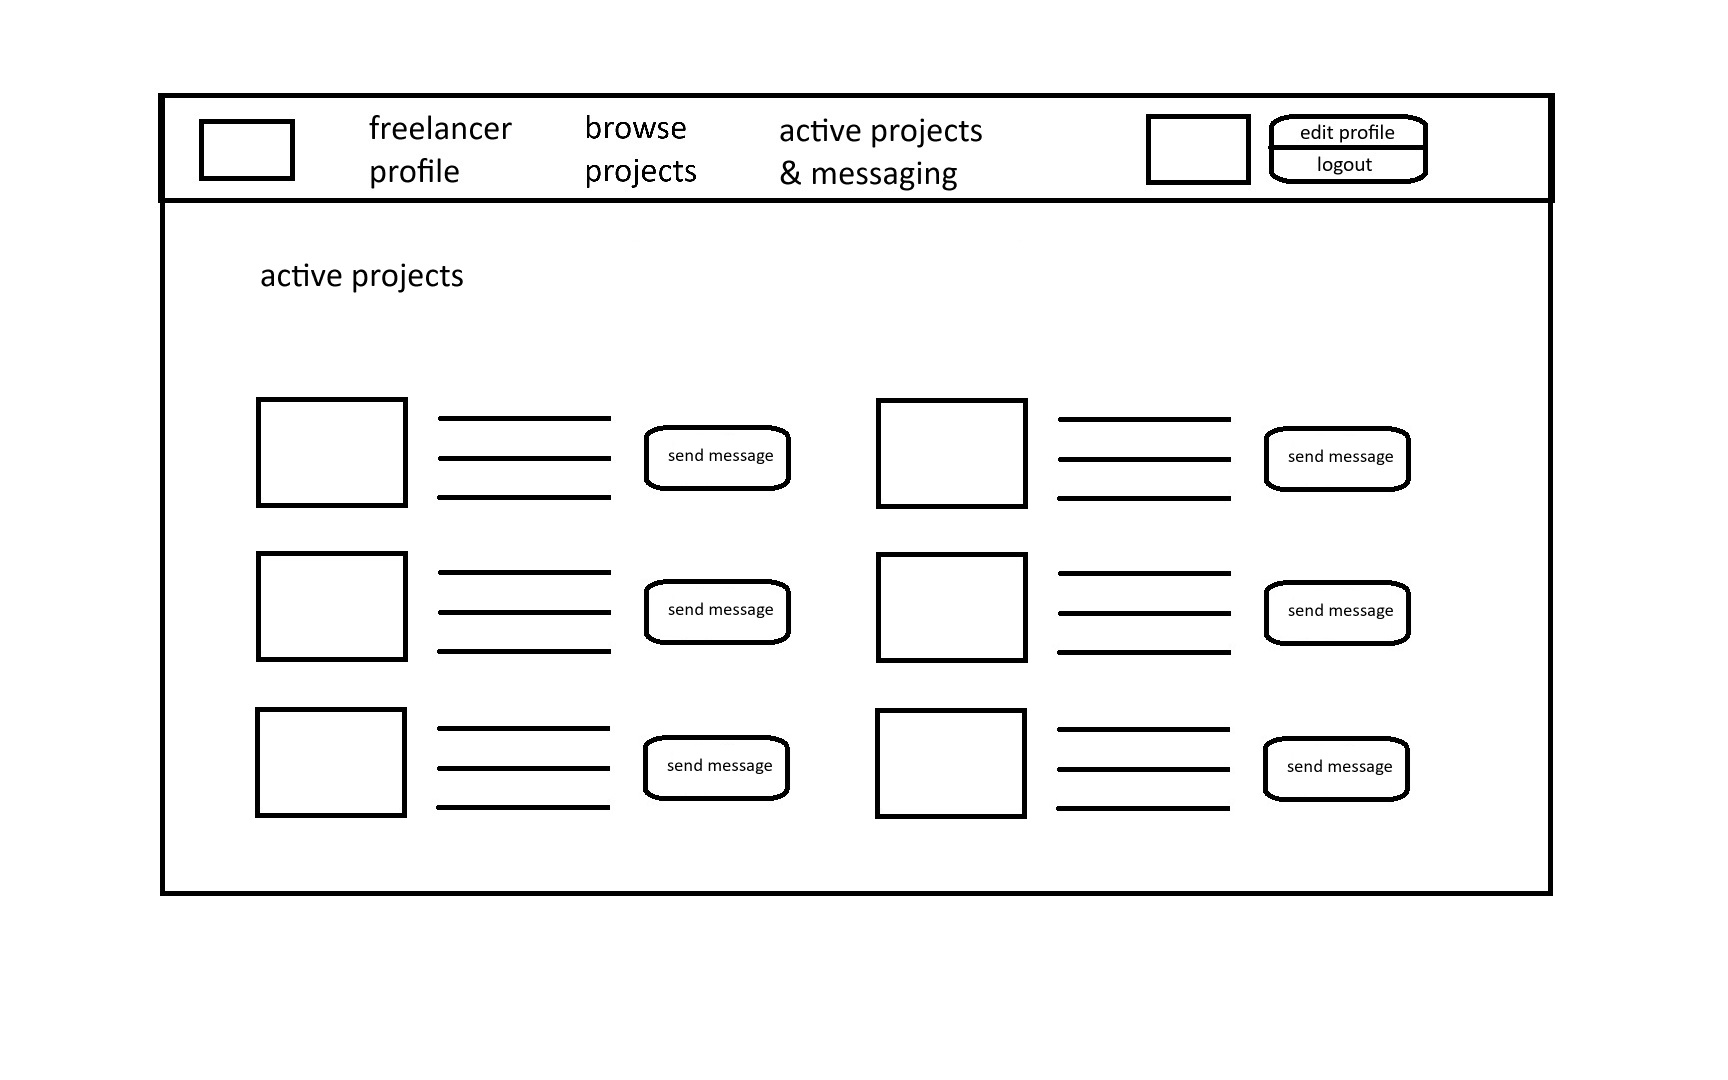 freelancer
profile
browse
projects
active projects
& messaging
edit profile
logout
active projects
send message
send message
send message
send message
send message
send message